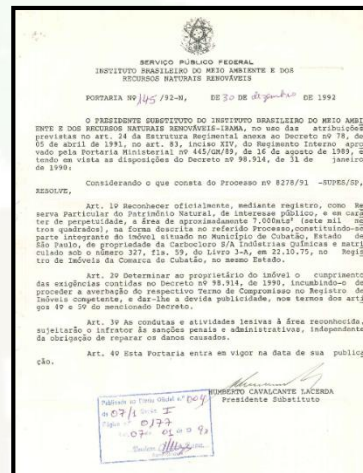 SERVIÇO PÚBLICO FEDERAL
INSTITUTO BRASILEIRO DO MEIO AMBIENTE E DOS
RECURSOS NATURAIS RENOVÁVEIS
PORTARIA Nº 145 /92-N, DE 30 DE dezembro DE 1992
O PRESIDENTE SUBSTITUTO DO INSTITUTO BRASILEIRO DO MEIO AMBI
ENTE E DOS RECURSOS NATURAIS RENOVÁVEIS-IBAMA, no uso das atribuições
previstas no art. 24 da Estrutura Regimental anexa ao Decreto nº 78, de
05 de abril de 1991, no art. 83, inciso XIV, do Regimento Interno apro
vado pela Portaria Ministerial nº 445/GM/89, de 16 de agosto de 1989, e
tendo em vista as disposições do Decreto nº 98.914, de 31 de janeiro
de 1990;
Considerando o que consta do Processo nº 8278/91 -SUPES/SP,
RESOLVE,
Art. 1º Reconhecer oficialmente, mediante registro, como Re
serva Particular do Patrimônio Natural, de interesse público, e em cará
ter de perpetuidade, a área de aproximadamente 7.000mts² (sete mil me
tros quadrados), na forma descrita no referido Processo,constituindo-se
parte integrante do imóvel situado no Município de Cubatão, Estado de
São Paulo, de propriedade da Carbocloro S/A Indústrias Químicas e matri
culado sob o número 327, fls. 59, do Livro 3-A, em 22.10.75, no Regis
tro de Imóveis da Comarca de Cubatão, no mesmo Estado.
Art. 2º Determinar ao proprietário do imóvel o cumprimento
das exigências contidas no Decreto nº 98.914, de 1990, incumbindo-o de
proceder a averbação do respectivo Termo de Compromisso no Registro de
Imóveis competente, e dar-lhe a devida publicidade, nos termos dos arti
gos 4º e 5º do mencionado Decreto.
Art. 3º As condutas e atividades lesivas à área reconhecida,
sujeitarão o infrator às sanções penais e administrativas, independente
da obrigação de reparar os danos causados.
Art. 4º Esta Portaria entra em vigor na data de sua publica
ção.
HUMBERTO CAVALCANTE LACERDA
Presidente Substituto
Publicado no Diário Oficial nº 004
de 07/1 Seção I
Página nº 0177
07 01